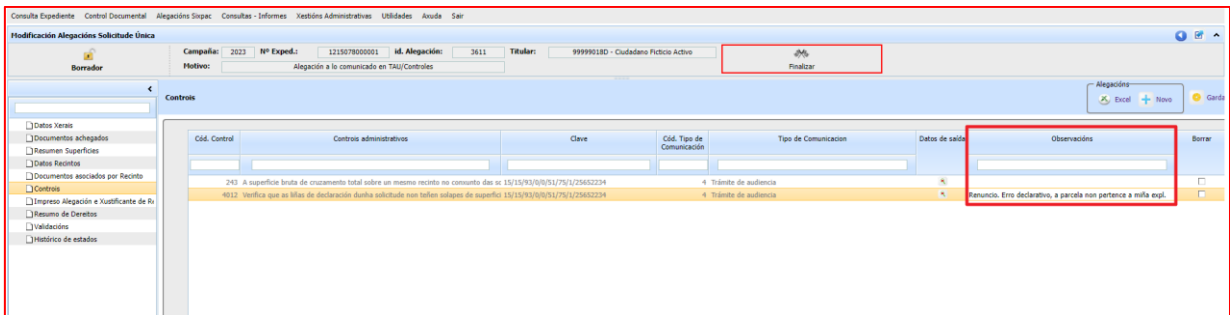 Consulta Expediente Control Documental Alegacións Sixpac Consultas - Informes Xestións Administrativas Utilidades Axuda Sair
Modificación Alegacións Solicitude Única
Campaña: 2023 Nº Exped.: 1215078000001 id. Alegación: 3611 Titular: 99999018D - Ciudadano Ficticio Activo
Borrador Motivo: Alegación a lo comunicado en TAU/Controles Finalizar
Controis Alegacións Excel Novo Garda
Datos Xerais
Documentos achegados
Resumen Superficies
Datos Recintos
Documentos asociados por Recinto
Controis
Impreso Alegación e Xustificante de Re
Resumo de Dereitos
Validacións
Histórico de estados
Cód. Control Controis administrativos Clave Cód. Tipo de Comunicación Tipo de Comunicacion Datos de saída Observacións Borrar
243 A superficie bruta de cruzamento total sobre un mesmo recinto no conxunto das sc 15/15/93/0/0/51/75/1/25652234 4 Trámite de audiencia
4012 Verifica que as liñas de declaración dunha solicitude non teñen solapes de superfici 15/15/93/0/0/51/75/1/25652234 4 Trámite de audiencia Renuncio. Erro declarativo, a parcela non pertence a miña expl.